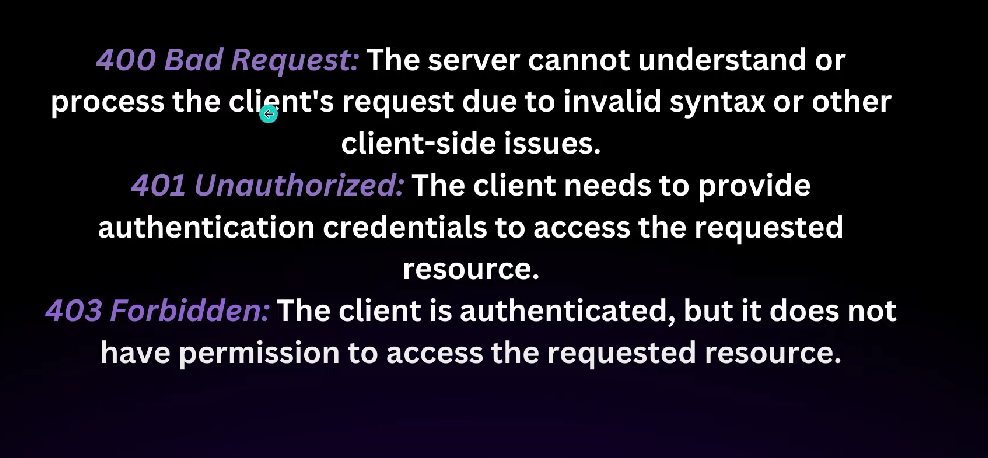 400 Bad Request: The server cannot understand or
process the client's request due to invalid syntax or other
client-side issues.
401 Unauthorized: The client needs to provide
authentication credentials to access the requested
resource.
403 Forbidden: The client is authenticated, but it does not
have permission to access the requested resource.